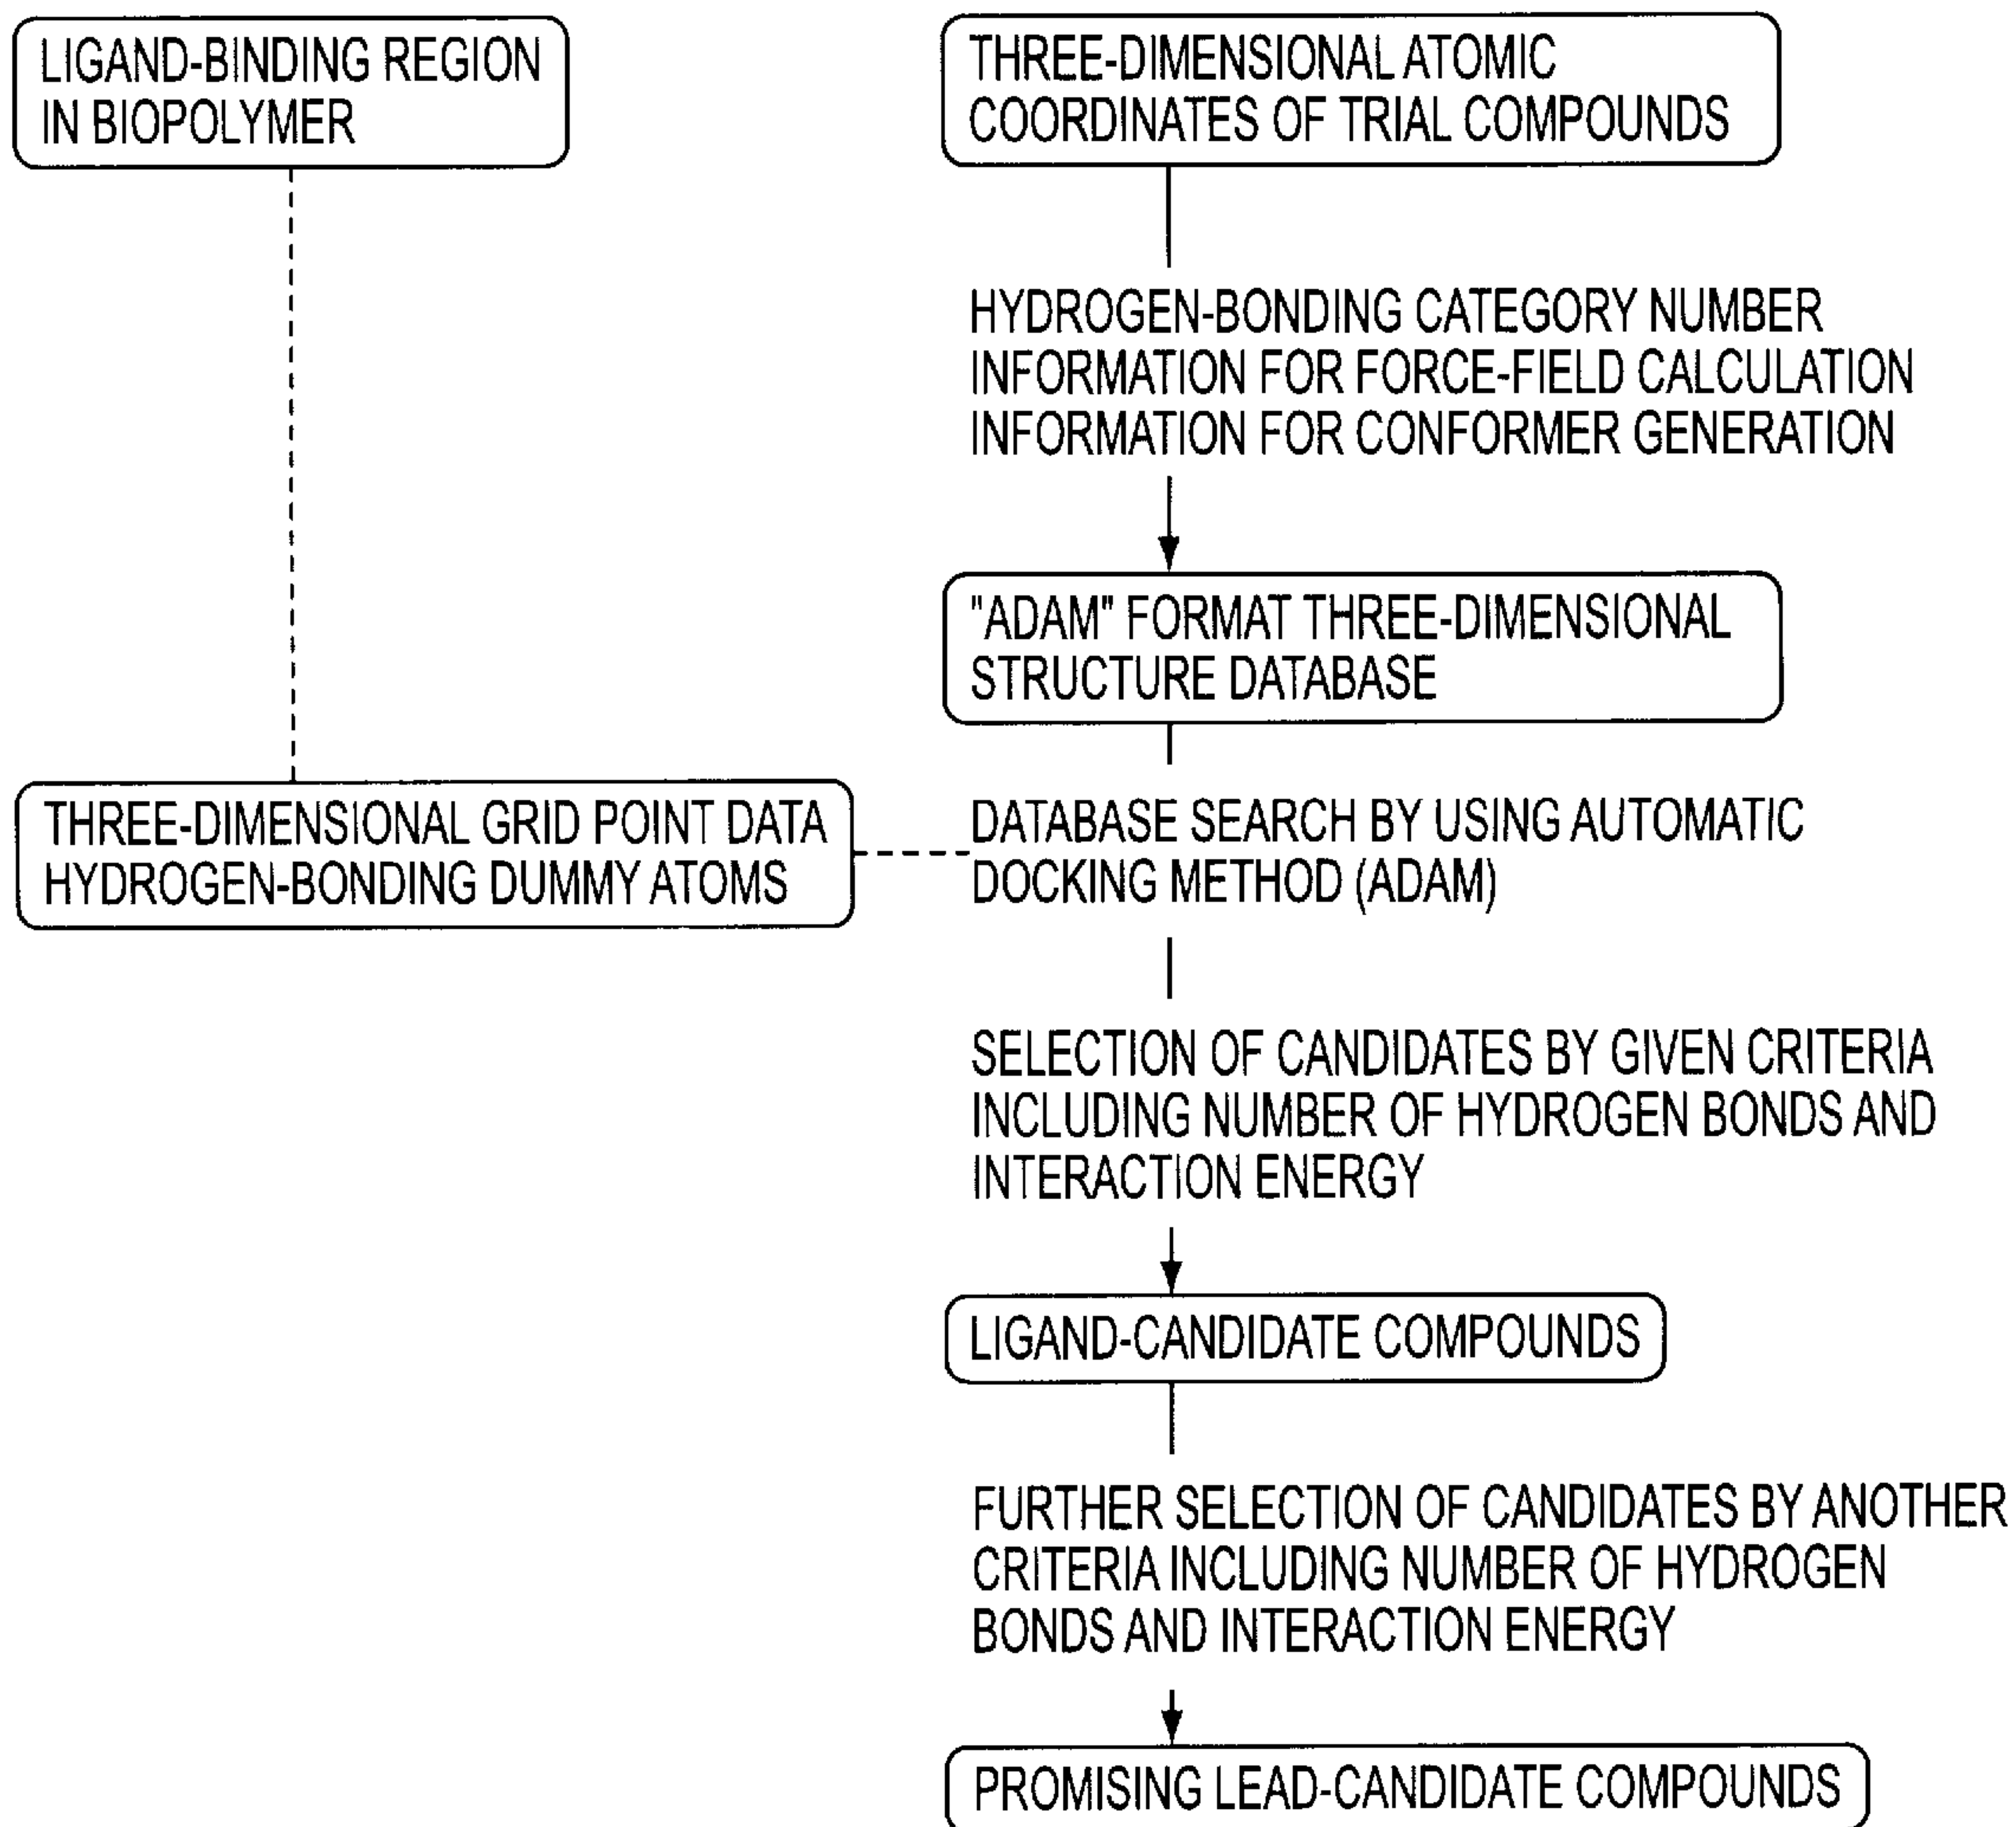 LIGAND-BINDING REGION
IN BIOPOLYMER
THREE-DIMENSIONAL ATOMIC
COORDINATES OF TRIAL COMPOUNDS
HYDROGEN-BONDING CATEGORY NUMBER
INFORMATION FOR FORCE-FIELD CALCULATION
INFORMATION FOR CONFORMER GENERATION
"ADAM" FORMAT THREE-DIMENSIONAL
STRUCTURE DATABASE
THREE-DIMENSIONAL GRID POINT DATA
HYDROGEN-BONDING DUMMY ATOMS
DATABASE SEARCH BY USING AUTOMATIC
DOCKING METHOD (ADAM)
SELECTION OF CANDIDATES BY GIVEN CRITERIA
INCLUDING NUMBER OF HYDROGEN BONDS AND
INTERACTION ENERGY
LIGAND-CANDIDATE COMPOUNDS
FURTHER SELECTION OF CANDIDATES BY ANOTHER
CRITERIA INCLUDING NUMBER OF HYDROGEN
BONDS AND INTERACTION ENERGY
PROMISING LEAD-CANDIDATE COMPOUNDS